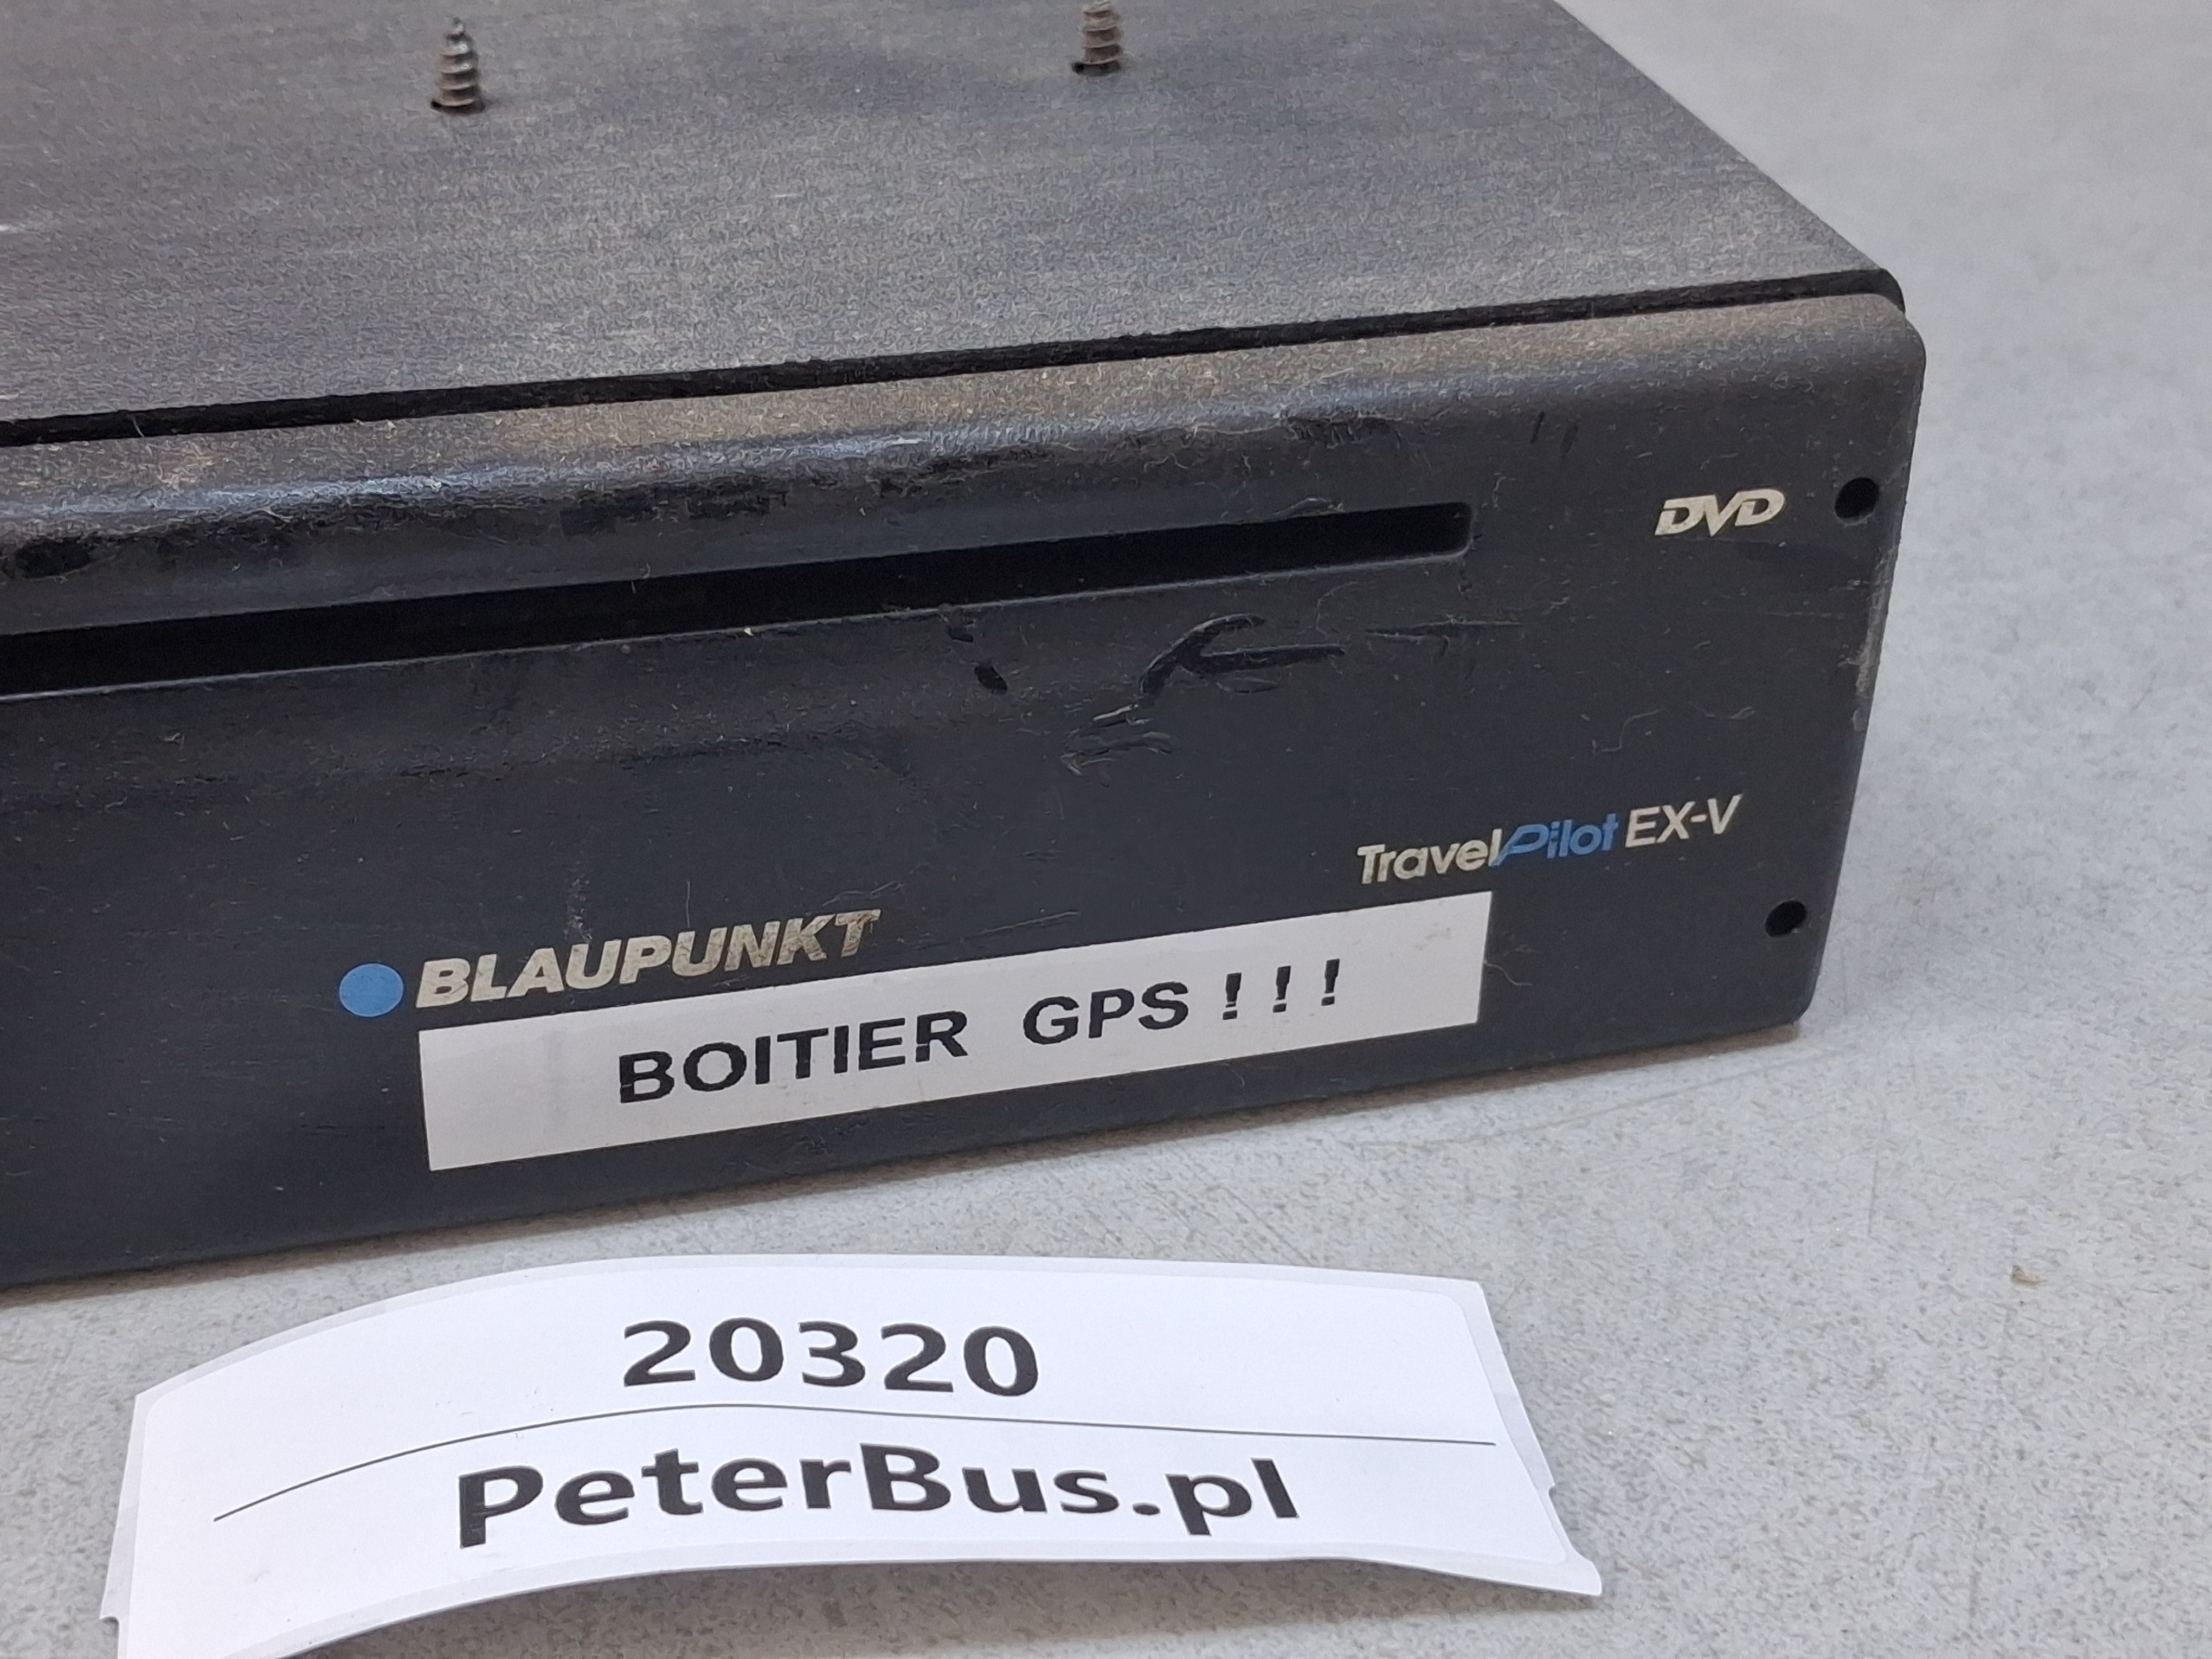 DVD
TravelPilot EX-V
BLAUPUNKT
BOITIER GPS ! ! !
20320
PeterBus.pl